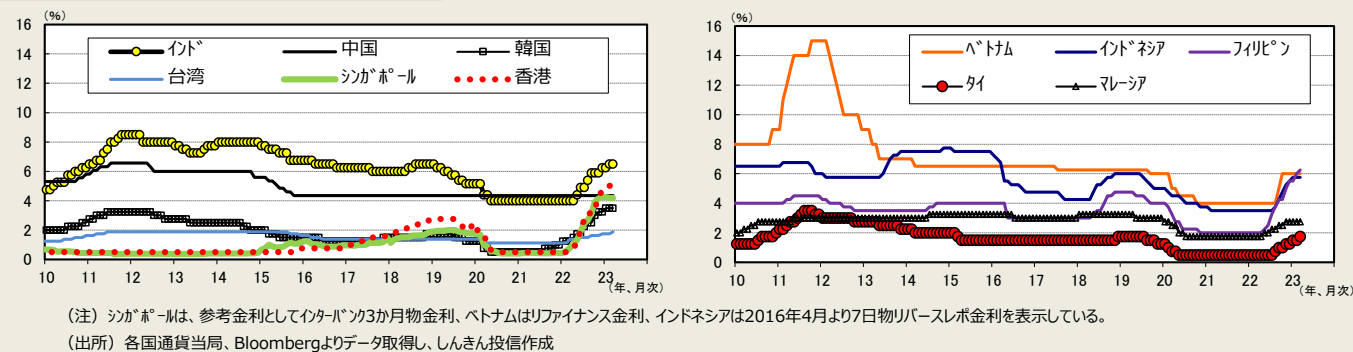 (%)
16
14
12
10
8
6
4
2
0
インド
中国
韓国
台湾
シンガポール
香港
10 11 12 13 14 15 16 17 18 19 20 21 22 23
(年、月次)
(%)
16
14
12
10
8
6
4
2
0
ベトナム
インドネシア
フィリピン
タイ
マレーシア
10 11 12 13 14 15 16 17 18 19 20 21 22 23
(年、月次)
(注) シンガポールは、参考金利としてインターバンク3か月物金利、ベトナムはリファイナンス金利、インドネシアは2016年4月より7日物リバースレポ金利を表示している。
(出所) 各国通貨当局、Bloombergよりデータ取得し、しんきん投信作成